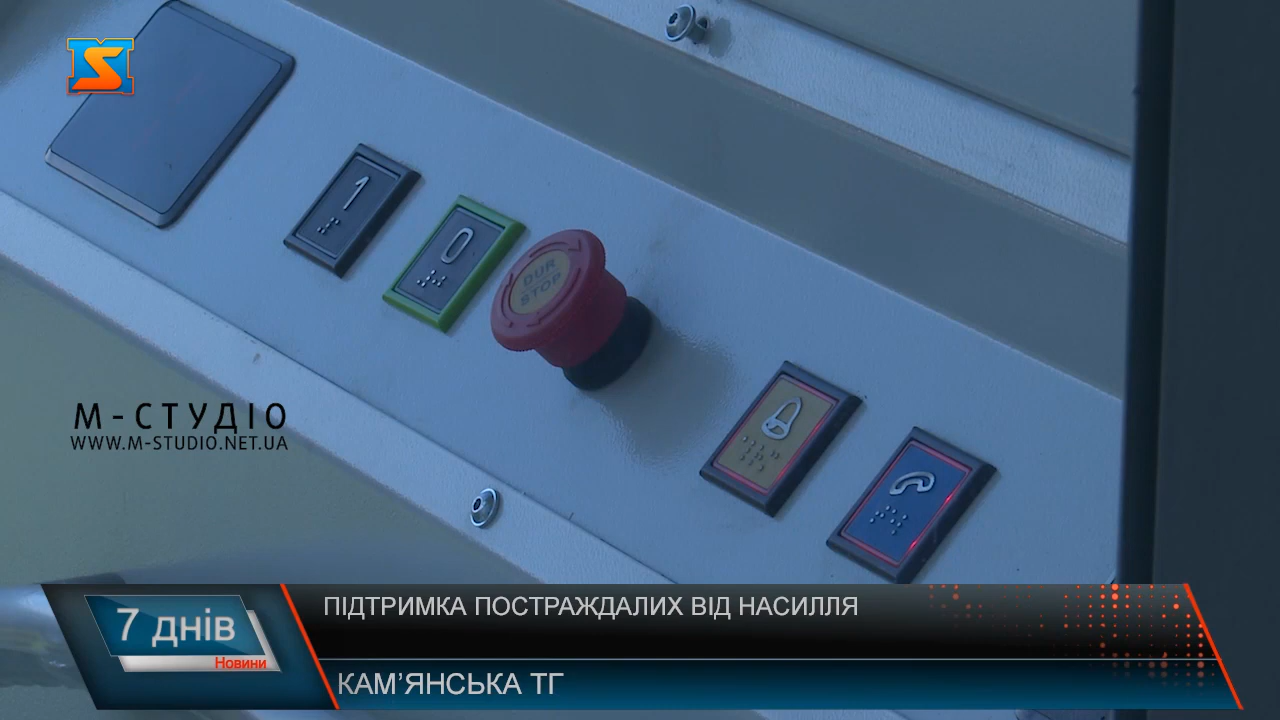 1
0
DUR
STOP
М-СТУДІО
WWW.M-STUDIO.NET.UA
7 днів
Новини
ПІДТРИМКА ПОСТРАЖДАЛИХ ВІД НАСИЛЛЯ
КАМ’ЯНСЬКА ТГ